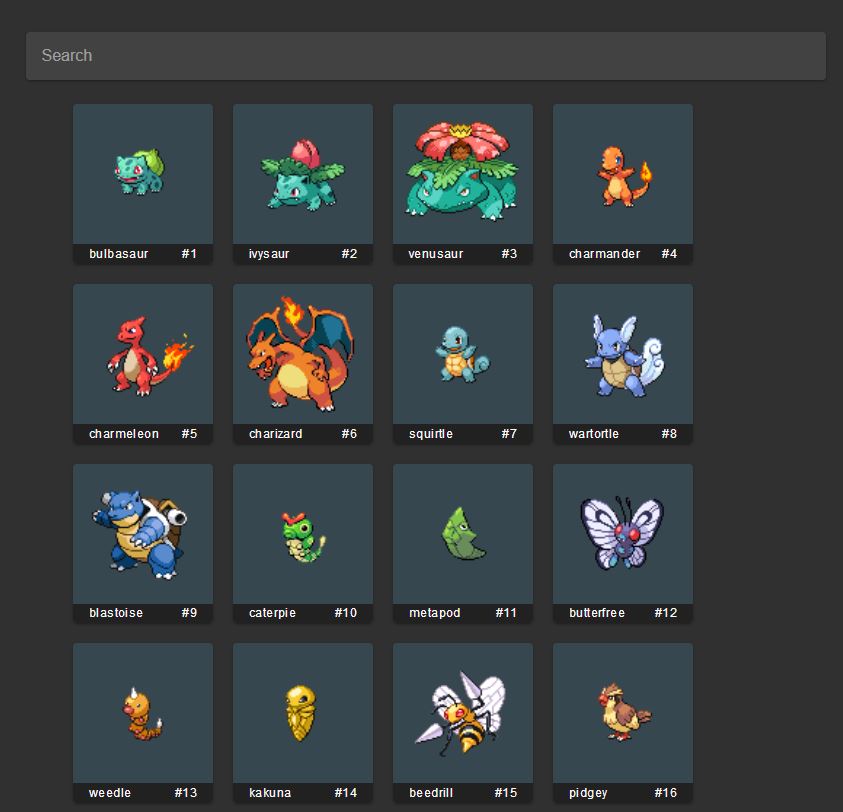 Search
bulbasaur #1
ivysaur #2
venusaur #3
charmander #4
charmeleon #5
charizard #6
squirtle #7
wartortle #8
blastoise #9
caterpie #10
metapod #11
butterfree #12
weedle #13
kakuna #14
beedrill #15
pidgey #16